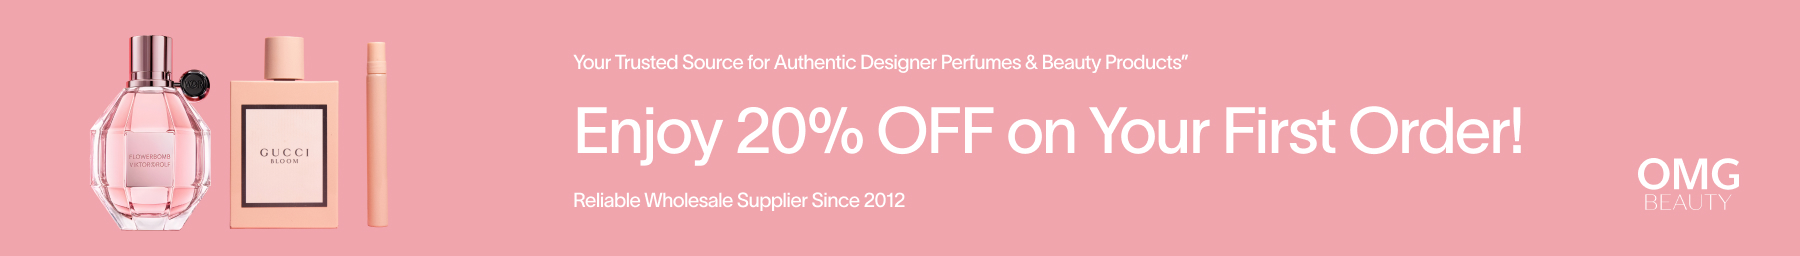 Your Trusted Source for Authentic Designer Perfumes & Beauty Products”
Enjoy 20% OFF on Your First Order!
Reliable Wholesale Supplier Since 2012
FLOWERBOMB
VIKTOR&ROLF
GUCCI
BLOOM
OMG
BEAUTY